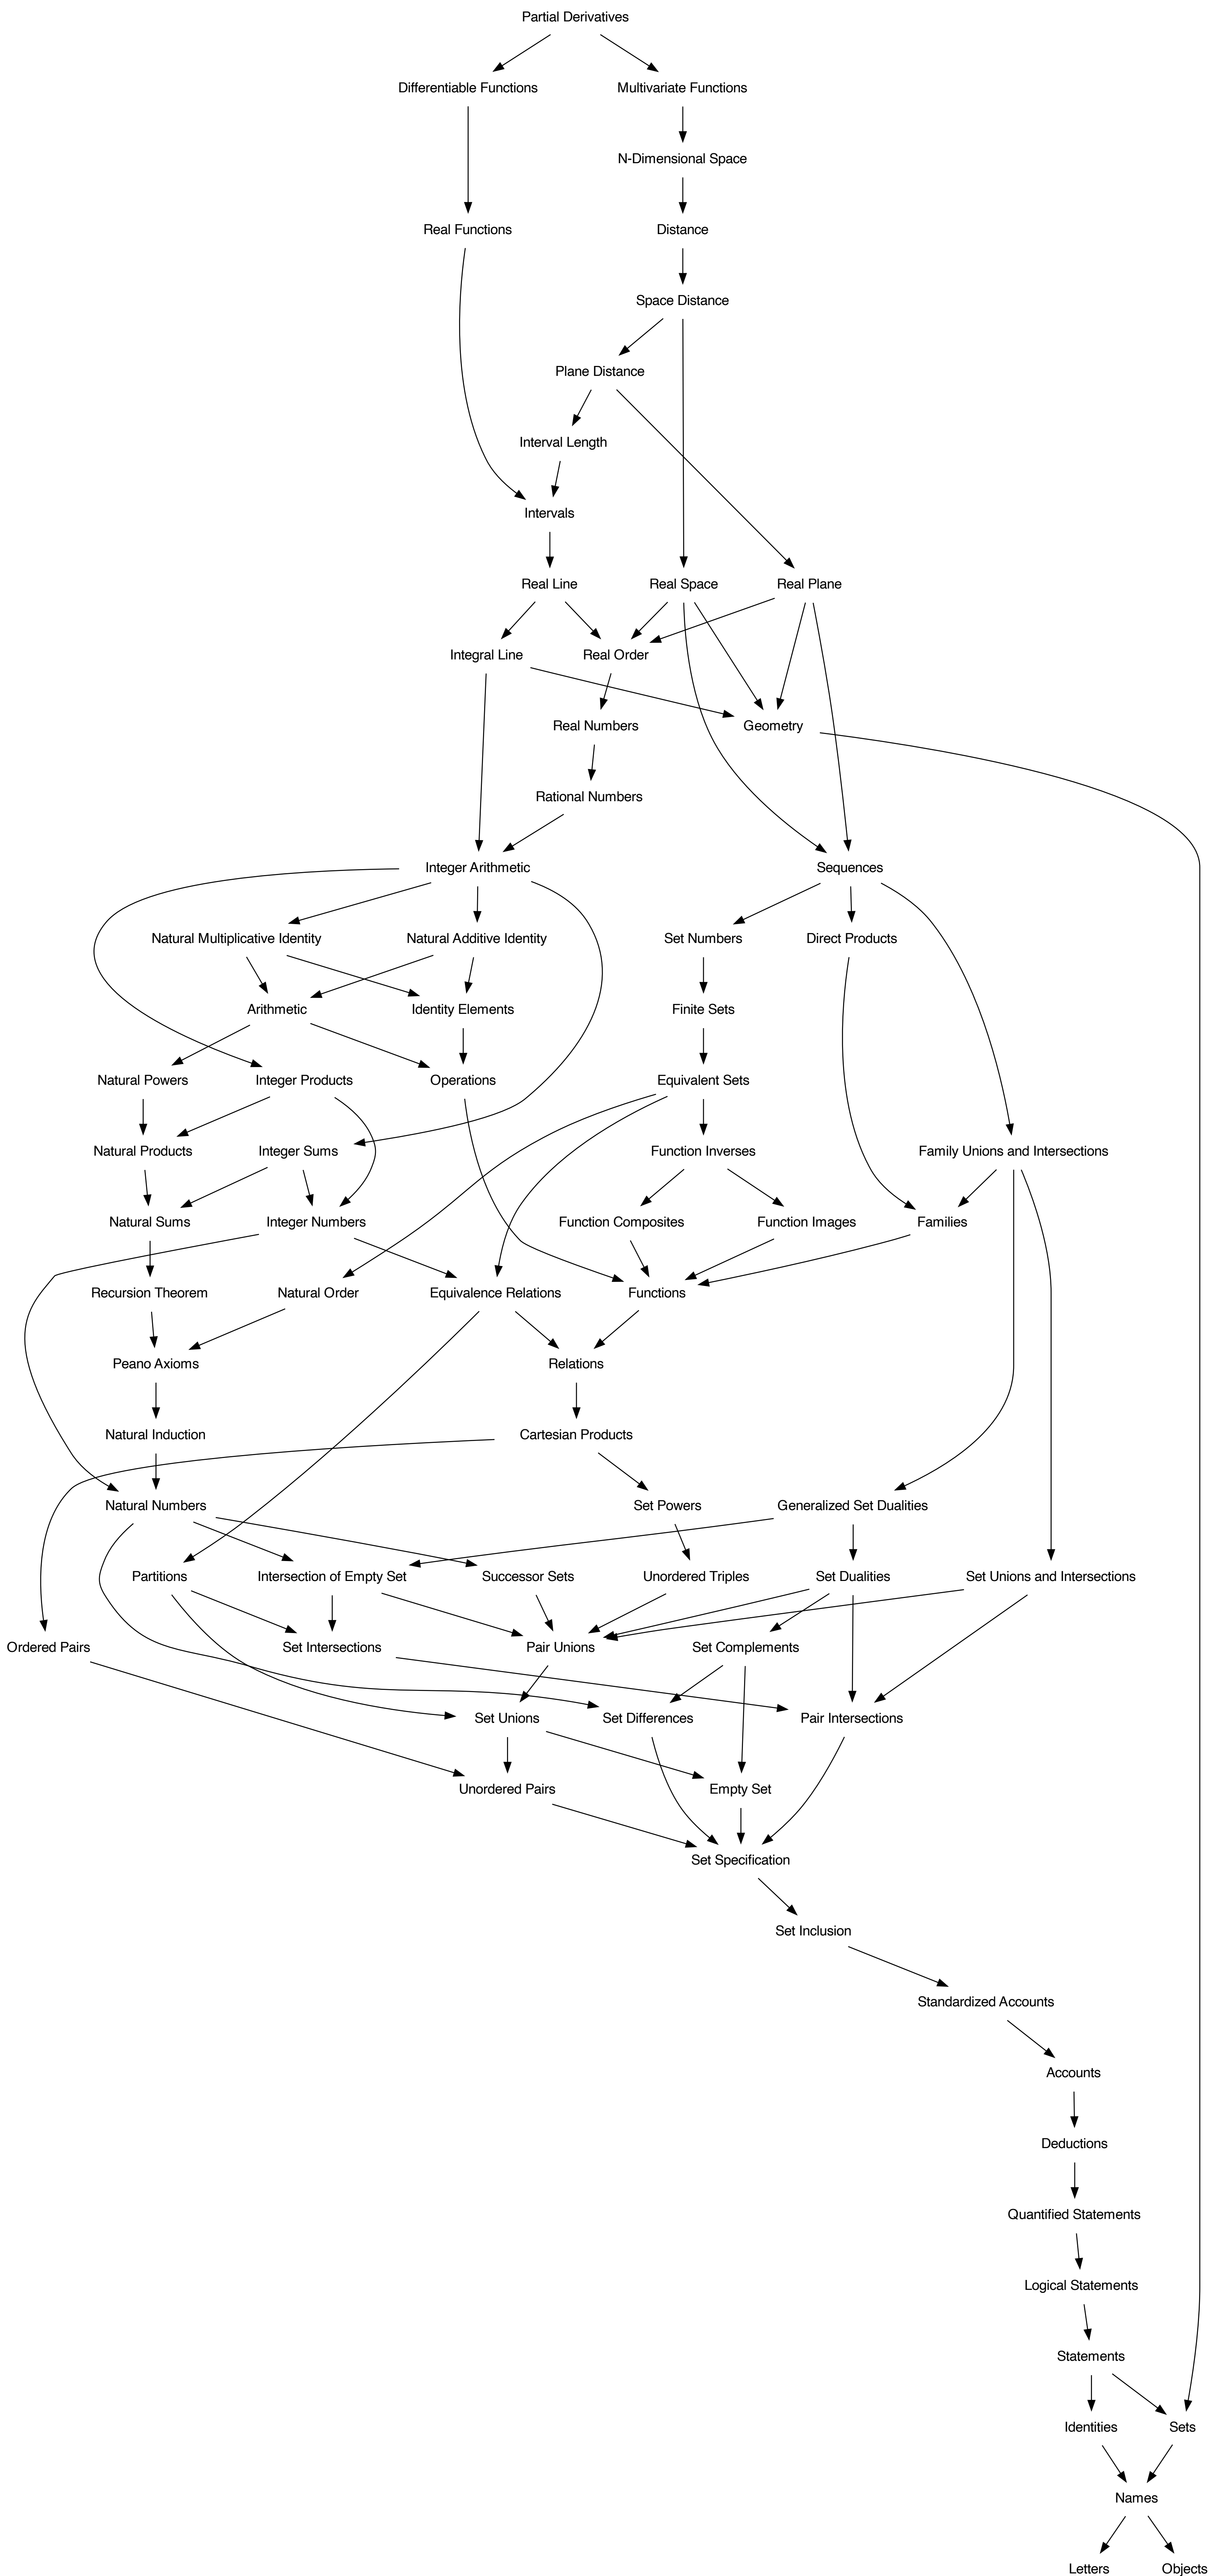 Partial Derivatives
Differentiable Functions
Multivariate Functions
N-Dimensional Space
Real Functions
Distance
Space Distance
Plane Distance
Interval Length
Intervals
Real Line
Real Space
Real Plane
Integral Line
Real Order
Real Numbers
Geometry
Rational Numbers
Integer Arithmetic
Sequences
Natural Multiplicative Identity
Natural Additive Identity
Set Numbers
Direct Products
Arithmetic
Identity Elements
Finite Sets
Natural Powers
Integer Products
Operations
Equivalent Sets
Natural Products
Integer Sums
Function Inverses
Family Unions and Intersections
Natural Sums
Integer Numbers
Function Composites
Function Images
Families
Recursion Theorem
Natural Order
Equivalence Relations
Functions
Peano Axioms
Relations
Natural Induction
Cartesian Products
Natural Numbers
Set Powers
Generalized Set Dualities
Partitions
Intersection of Empty Set
Successor Sets
Unordered Triples
Set Dualities
Set Unions and Intersections
Ordered Pairs
Set Intersections
Pair Unions
Set Complements
Set Unions
Set Differences
Pair Intersections
Unordered Pairs
Empty Set
Set Specification
Set Inclusion
Standardized Accounts
Accounts
Deductions
Quantified Statements
Logical Statements
Statements
Identities
Sets
Names
Letters
Objects